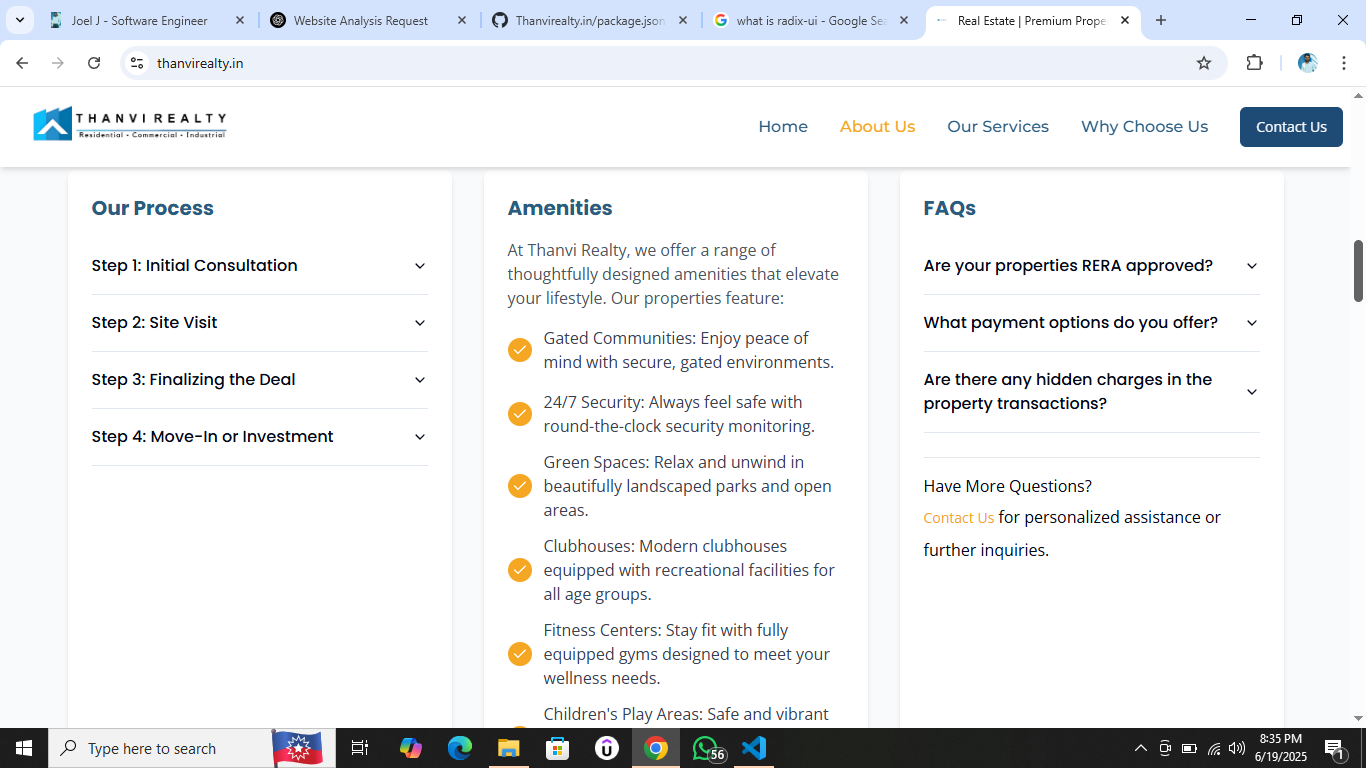 Joel J - Software Engineer
Website Analysis Request
Thanvirealty.in/package.json
what is radix-ui - Google Sea
Real Estate | Premium Prope
thanvirealty.in
THANVI REALTY
Residential • Commercial • Industrial
Home
About Us
Our Services
Why Choose Us
Contact Us
Our Process
Step 1: Initial Consultation
Step 2: Site Visit
Step 3: Finalizing the Deal
Step 4: Move-In or Investment
Amenities
At Thanvi Realty, we offer a range of
thoughtfully designed amenities that elevate
your lifestyle. Our properties feature:
Gated Communities: Enjoy peace of
mind with secure, gated environments.
24/7 Security: Always feel safe with
round-the-clock security monitoring.
Green Spaces: Relax and unwind in
beautifully landscaped parks and open
areas.
Clubhouses: Modern clubhouses
equipped with recreational facilities for
all age groups.
Fitness Centers: Stay fit with fully
equipped gyms designed to meet your
wellness needs.
Children's Play Areas: Safe and vibrant
FAQs
Are your properties RERA approved?
What payment options do you offer?
Are there any hidden charges in the
property transactions?
Have More Questions?
Contact Us for personalized assistance or
further inquiries.
Type here to search
56
8:35 PM
6/19/2025
1